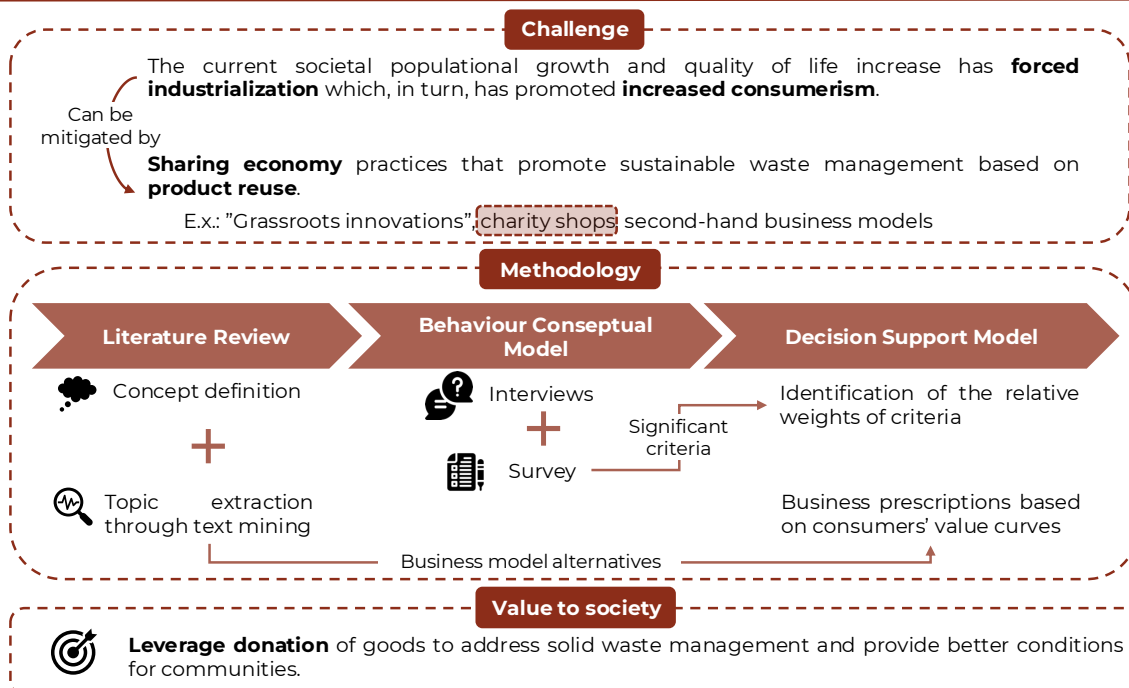 Challenge
The current societal populational growth and quality of life increase has forced
industrialization which, in turn, has promoted increased consumerism.
Can be
mitigated by
Sharing economy practices that promote sustainable waste management based on
product reuse.
E.x.: ”Grassroots innovations”, charity shops, second-hand business models
Methodology
Literature Review
Behaviour Conseptual
Model
Decision Support Model
Concept definition
+
Topic extraction
through text mining
Interviews
+
Survey
Significant
criteria
Identification of the relative
weights of criteria
Business prescriptions based
on consumers’ value curves
Business model alternatives
Value to society
Leverage donation of goods to address solid waste management and provide better conditions
for communities.